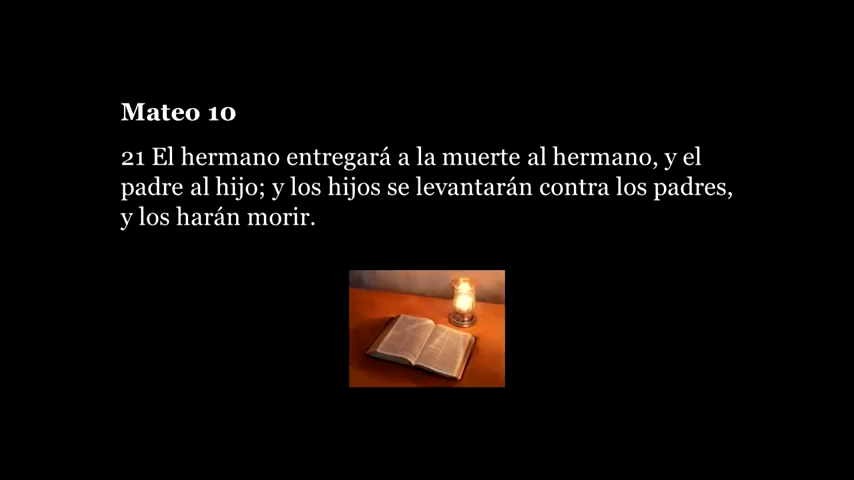 Mateo 10
21 El hermano entregará a la muerte al hermano, y el
padre al hijo; y los hijos se levantarán contra los padres,
y los harán morir.